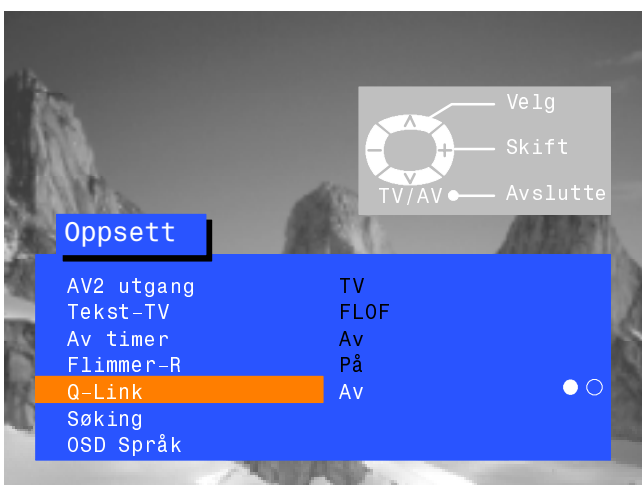 Velg
Skift
TV/AV Avslutte
Oppsett
AV2 utgang TV
Tekst-TV FLOF
Av timer Av
Flimmer-R På
Q-Link Av
Søking
OSD Språk